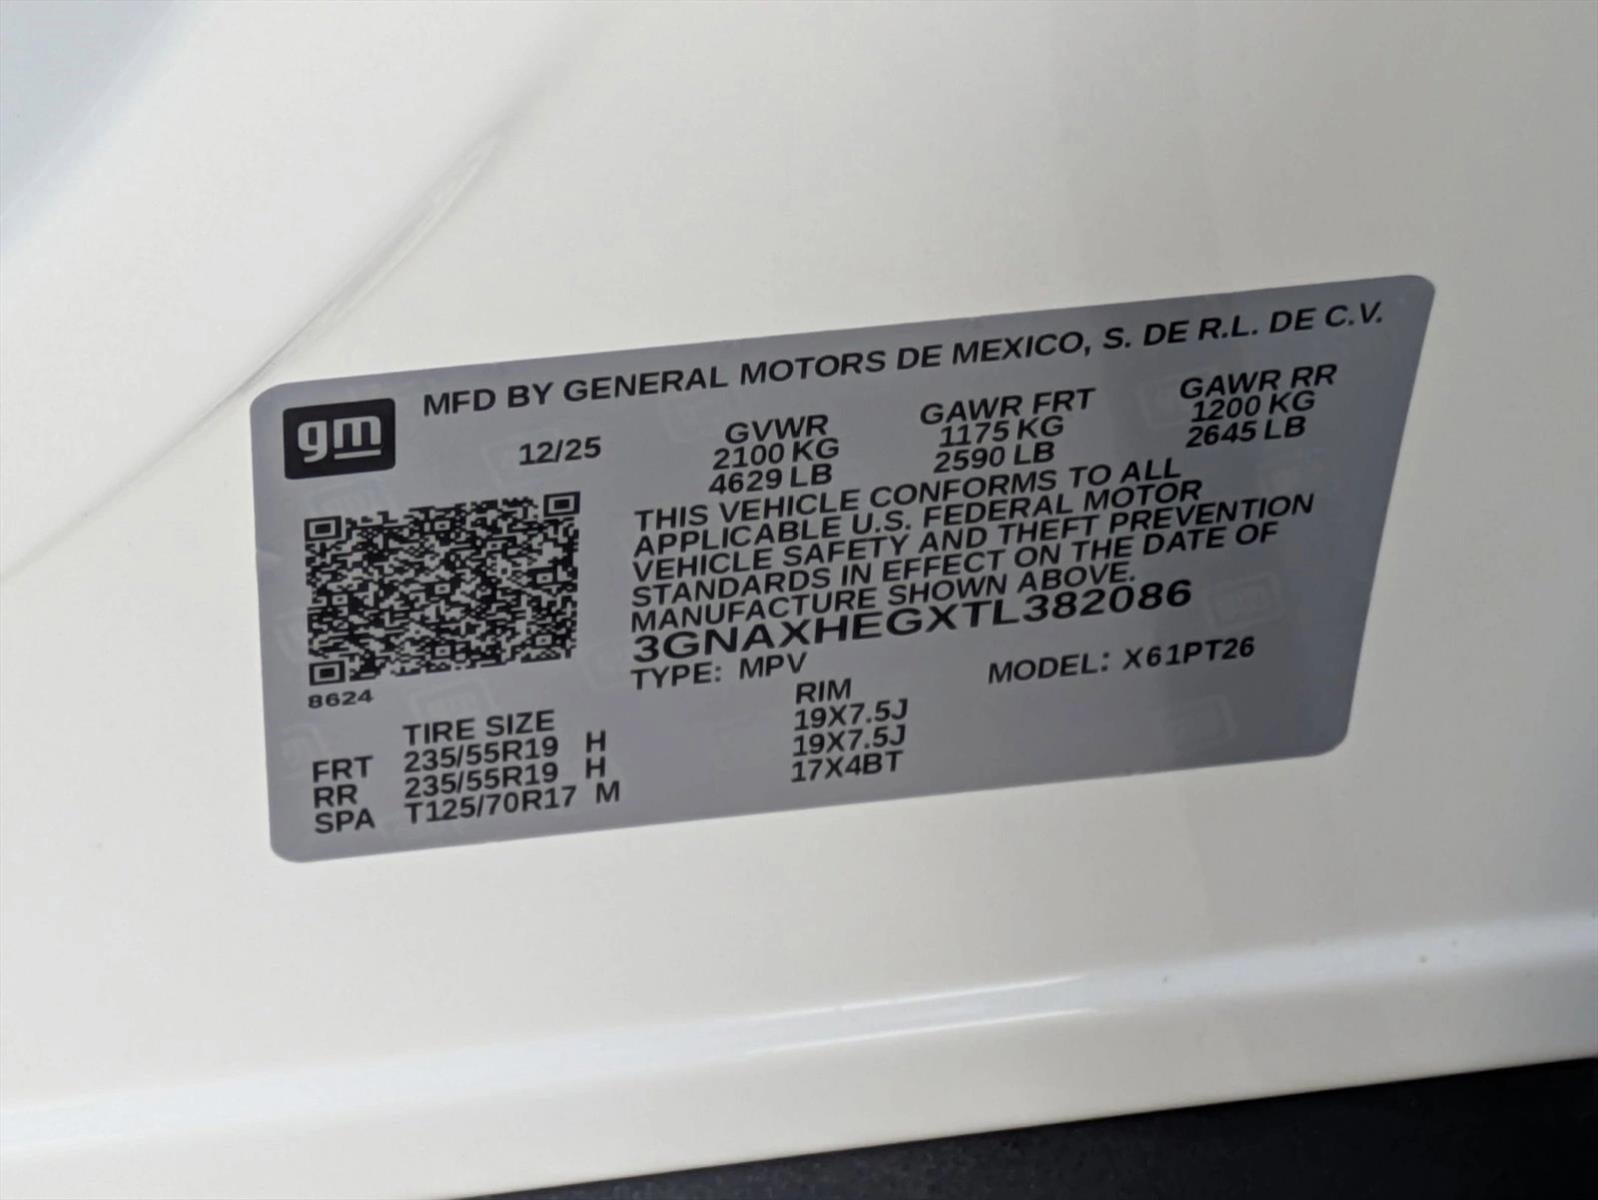 MFD BY GENERAL MOTORS DE MEXICO, S. DE R.L. DE C.V.
gm
12/25
GVWR
2100 KG
4629 LB
GAWR FRT
1175 KG
2590 LB
GAWR RR
1200 KG
2645 LB
THIS VEHICLE CONFORMS TO ALL
APPLICABLE U.S. FEDERAL MOTOR
VEHICLE SAFETY AND THEFT PREVENTION
STANDARDS IN EFFECT ON THE DATE OF
MANUFACTURE SHOWN ABOVE.
3GNAXHEGXTL382086
TYPE: MPV MODEL: X61PT26
8624
TIRE SIZE RIM
FRT 235/55R19 H 19X7.5J
RR 235/55R19 H 19X7.5J
SPA T125/70R17 M 17X4BT